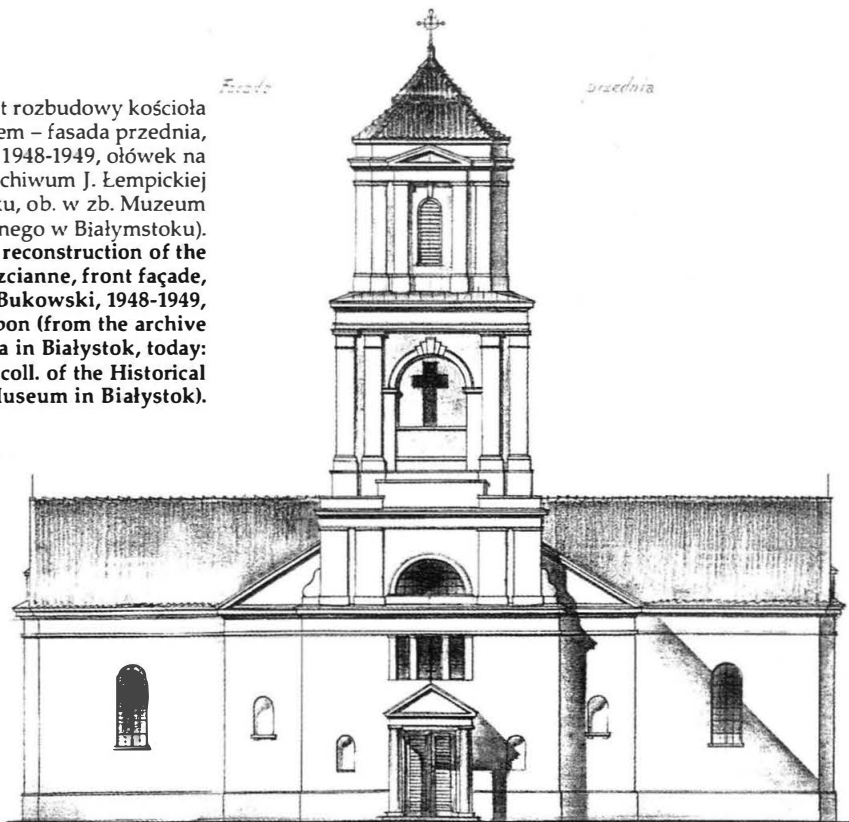 Fasada przednia
t rozbudowy kościoła
em – fasada przednia,
1948-1949, ołówek na
chiwum J. Łempickiej
ku, ob. w zb. Muzeum
nego w Białymstoku).
reconstruction of the
zcianne, front façade,
Bukowski, 1948-1949,
bon (from the archive
a in Białystok, today:
coll. of the Historical
Museum in Białystok).